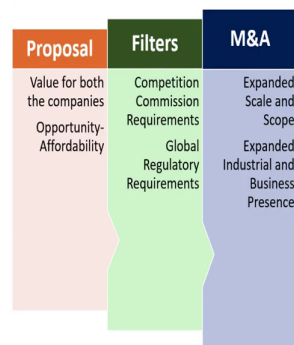 Proposal
Value for both
the companies
Opportunity-
Affordability
Filters
Competition
Commission
Requirements
Global
Regulatory
Requirements
M&A
Expanded
Scale and
Scope
Expanded
Industrial and
Business
Presence